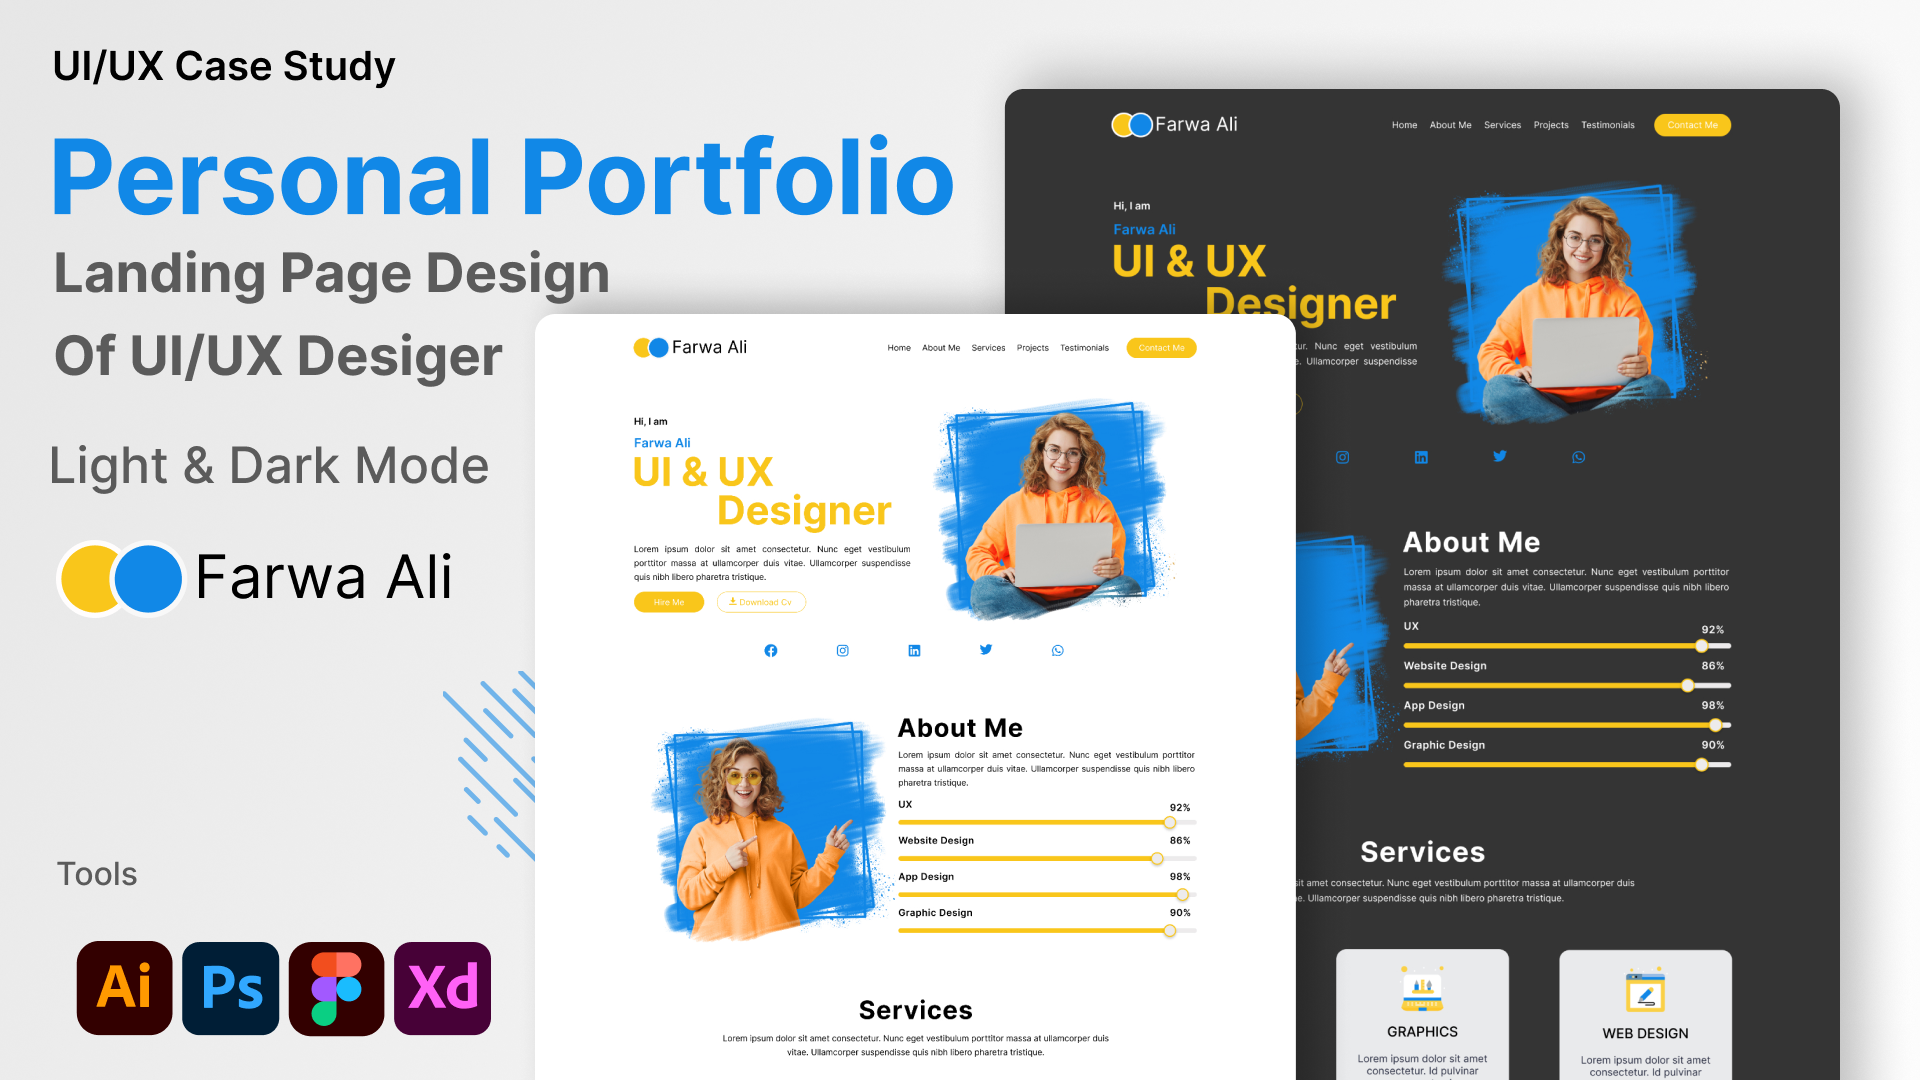 UI/UX Case Study
Personal Portfolio
Landing Page Design
Of UI/UX Desiger
Light & Dark Mode
Farwa Ali
Tools
Ai
Ps
Xd
Farwa Ali
Home About Me Services Projects Testimonials Contact Me
Hi, I am
Farwa Ali
UI & UX
Designer
Lorem ipsum dolor sit amet consectetur. Nunc eget vestibulum
porttitor massa at ullamcorper duis vitae. Ullamcorper suspendisse
quis nibh libero pharetra tristique.
Hire Me
Download Cv
About Me
Lorem ipsum dolor sit amet consectetur. Nunc eget vestibulum porttitor
massa at ullamcorper duis vitae. Ullamcorper suspendisse quis nibh libero
pharetra tristique.
UX 92%
Website Design 86%
App Design 98%
Graphic Design 90%
Services
Lorem ipsum dolor sit amet consectetur. Nunc eget vestibulum porttitor massa at ullamcorper duis
vitae. Ullamcorper suspendisse quis nibh libero pharetra tristique.
Farwa Ali
Home About Me Services Projects Testimonials Contact Me
Hi, I am
Farwa Ali
UI & UX
Designer
Nunc eget vestibulum
Ullamcorper suspendisse
About Me
Lorem ipsum dolor sit amet consectetur. Nunc eget vestibulum porttitor
massa at ullamcorper duis vitae. Ullamcorper suspendisse quis nibh libero
pharetra tristique.
UX 92%
Website Design 86%
App Design 98%
Graphic Design 90%
Services
sit amet consectetur. Nunc eget vestibulum porttitor massa at ullamcorper duis
Ullamcorper suspendisse quis nibh libero pharetra tristique.
GRAPHICS
Lorem ipsum dolor sit amet
consectetur. Id pulvinar
WEB DESIGN
Lorem ipsum dolor sit amet
consectetur. Id pulvinar